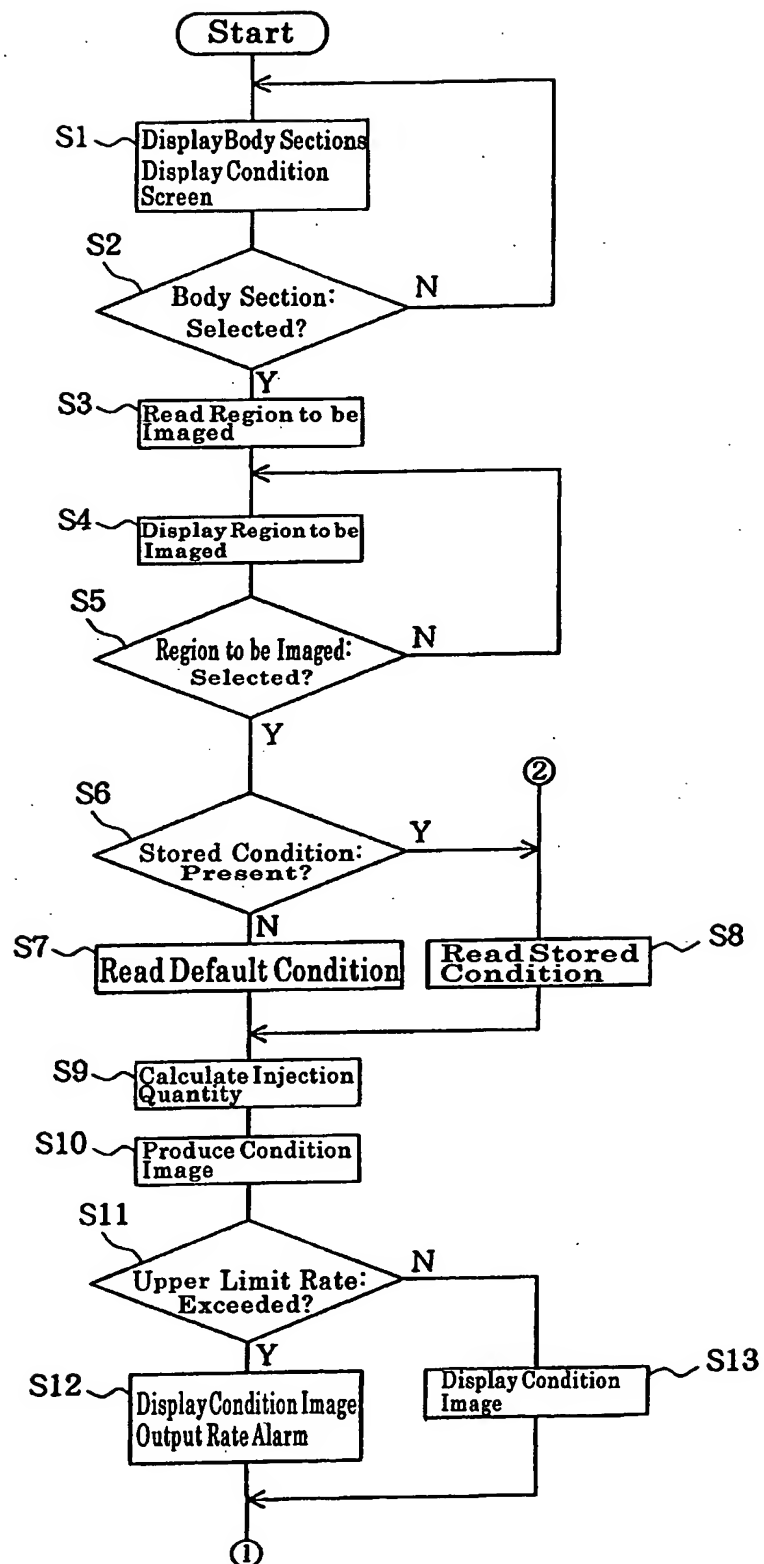 Start
S1
Display Body Sections
Display Condition
Screen
S2
Body Section:
Selected?
N
Y
S3
Read Region to be
Imaged
S4
Display Region to be
Imaged
S5
Region to be Imaged:
Selected?
N
Y
②
S6
Stored Condition:
Present?
Y
N
S7
Read Default Condition
Read Stored
Condition
S8
S9
Calculate Injection
Quantity
S10
Produce Condition
Image
S11
Upper Limit Rate:
Exceeded?
N
Y
S12
Display Condition Image
Output Rate Alarm
Display Condition
Image
S13
①